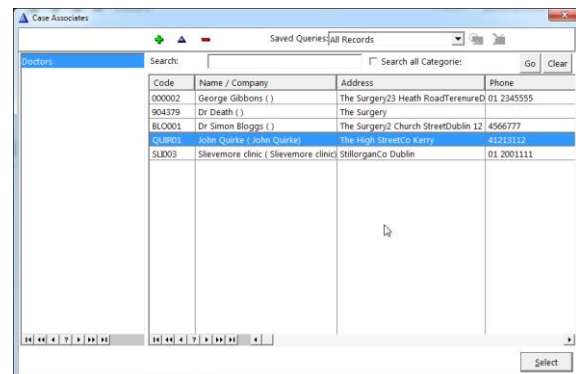 Case Associates
Saved Queries: All Records
Doctors
Search:
Search all Categorie:
Go
Clear
Code Name / Company Address Phone
000002 George Gibbons ( ) The Surgery23 Heath RoadTerenureD 01 2345555
904379 Dr Death ( ) The Surgery
BLO001 Dr Simon Bloggs ( ) The Surgery2 Church StreetDublin 12 4566777
QUIR01 John Quirke ( John Quirke) The High StreetCo Kerry 41213112
SLI003 Slievemore clinic ( Slievemore clinic) StillorganCo Dublin 01 2001111
Select